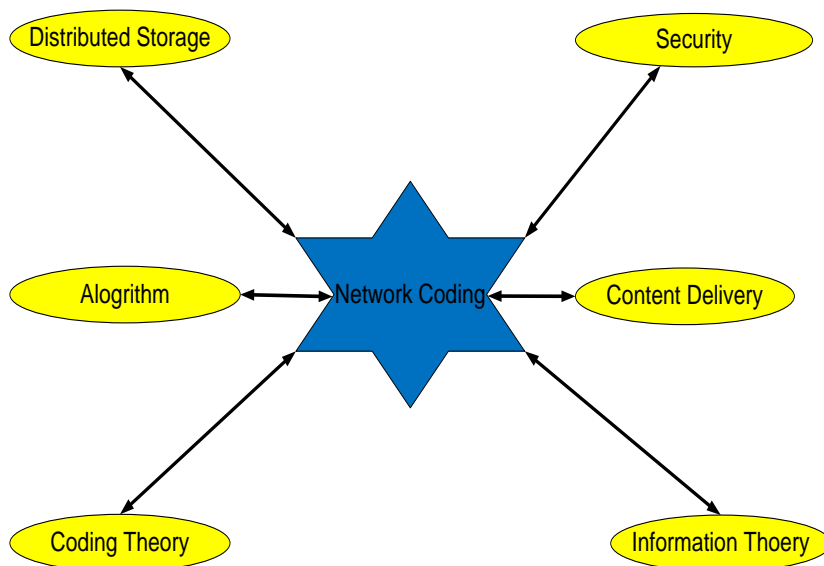 Distributed Storage
Security
Alogrithm
Network Coding
Content Delivery
Coding Theory
Information Thoery